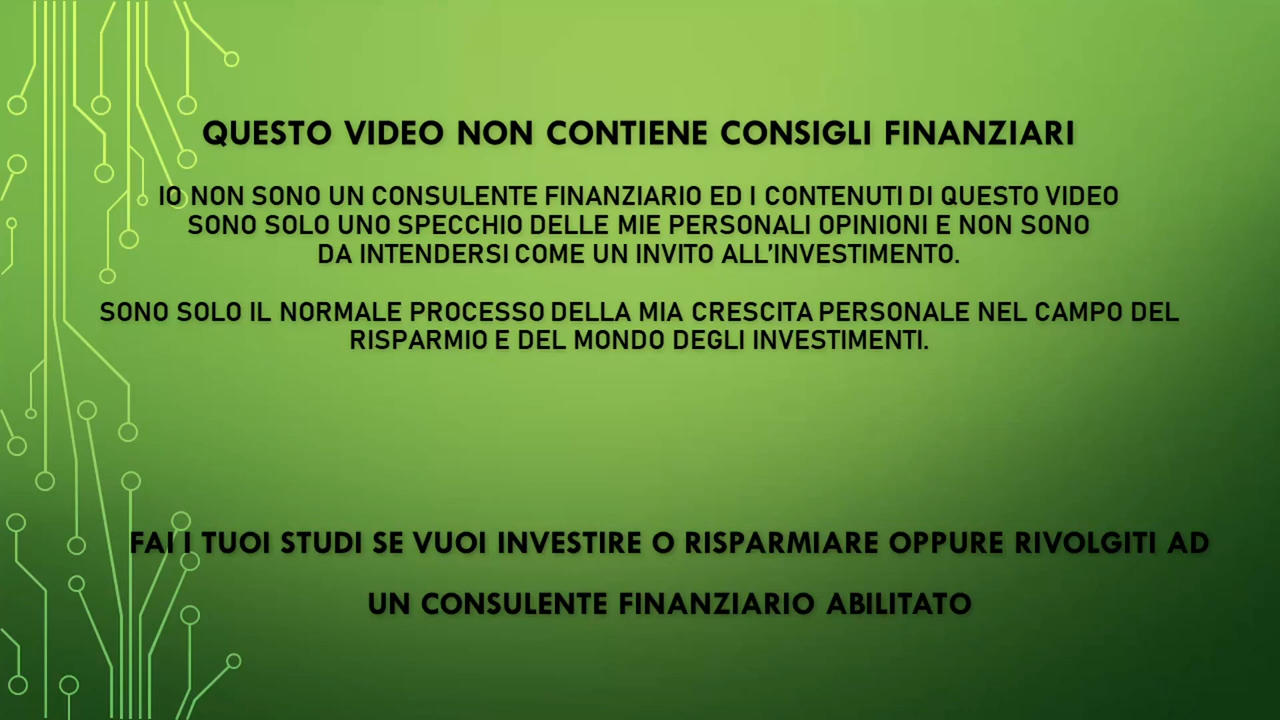 QUESTO VIDEO NON CONTIENE CONSIGLI FINANZIARI
IO NON SONO UN CONSULENTE FINANZIARIO ED I CONTENUTI DI QUESTO VIDEO
SONO SOLO UNO SPECCHIO DELLE MIE PERSONALI OPINIONI E NON SONO
DA INTENDERSI COME UN INVITO ALL'INVESTIMENTO.
SONO SOLO IL NORMALE PROCESSO DELLA MIA CRESCITA PERSONALE NEL CAMPO DEL
RISPARMIO E DEL MONDO DEGLI INVESTIMENTI.
FAI I TUOI STUDI SE VUOI INVESTIRE O RISPARMIARE OPPURE RIVOLGITI AD
UN CONSULENTE FINANZIARIO ABILITATO